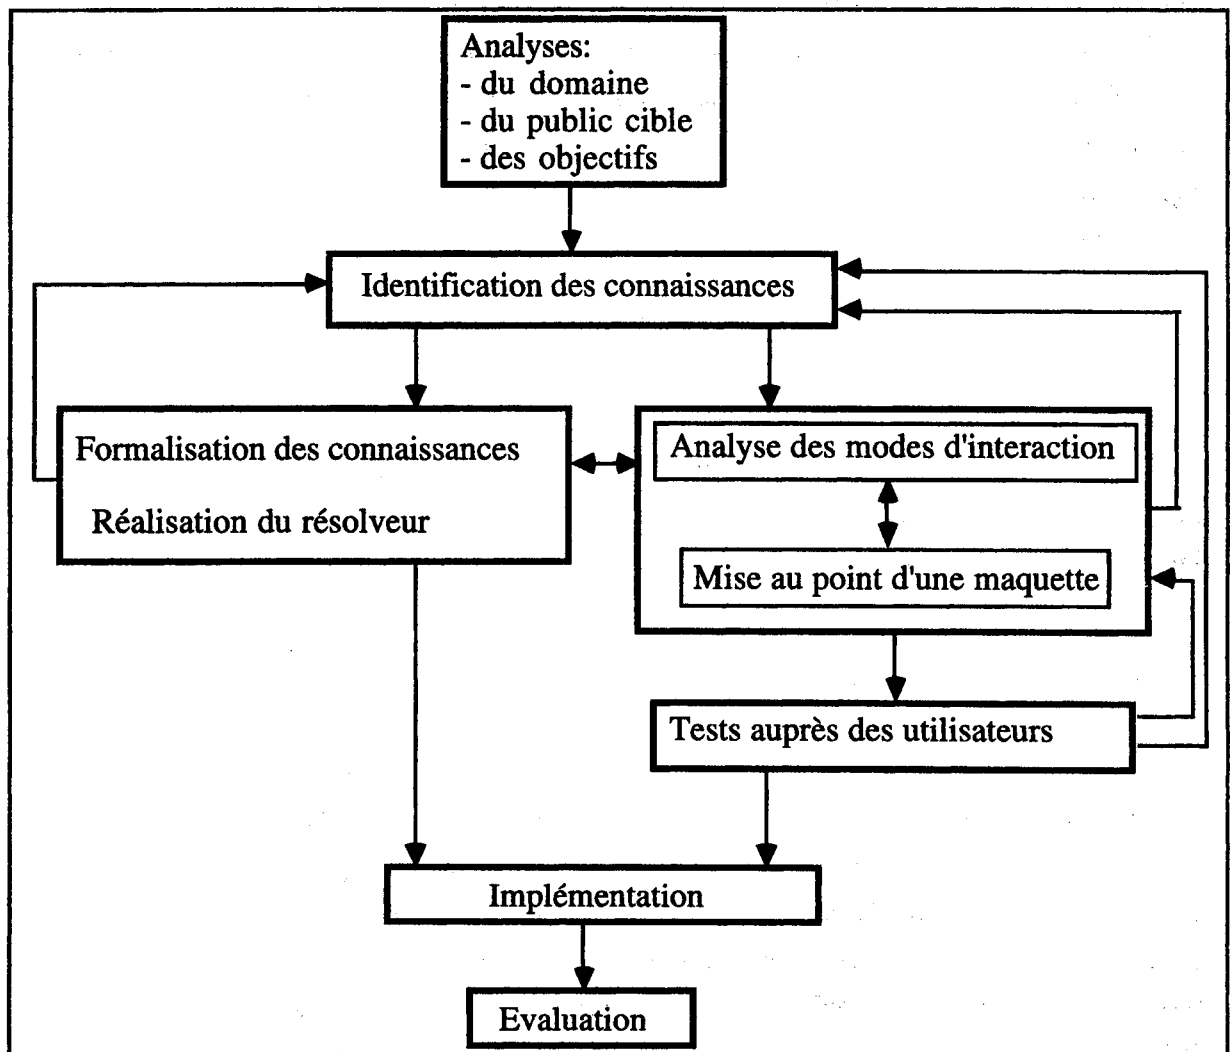 Analyses:
- du domaine
- du public cible
- des objectifs
Identification des connaissances
Formalisation des connaissances
Réalisation du résolveur
Analyse des modes d'interaction
Mise au point d'une maquette
Tests auprès des utilisateurs
Implémentation
Evaluation